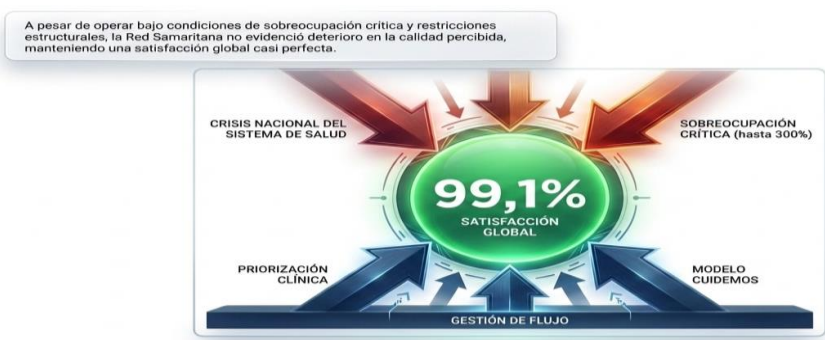 A pesar de operar bajo condiciones de sobreocupación crítica y restricciones
estructurales, la Red Samaritana no evidenció deterioro en la calidad percibida,
manteniendo una satisfacción global casi perfecta.
CRISIS NACIONAL DEL
SISTEMA DE SALUD
SOBREOCUPACIÓN
CRÍTICA (hasta 300%)
99,1%
SATISFACCIÓN
GLOBAL
PRIORIZACIÓN
CLÍNICA
MODELO
CUIDEMOS
GESTIÓN DE FLUJO